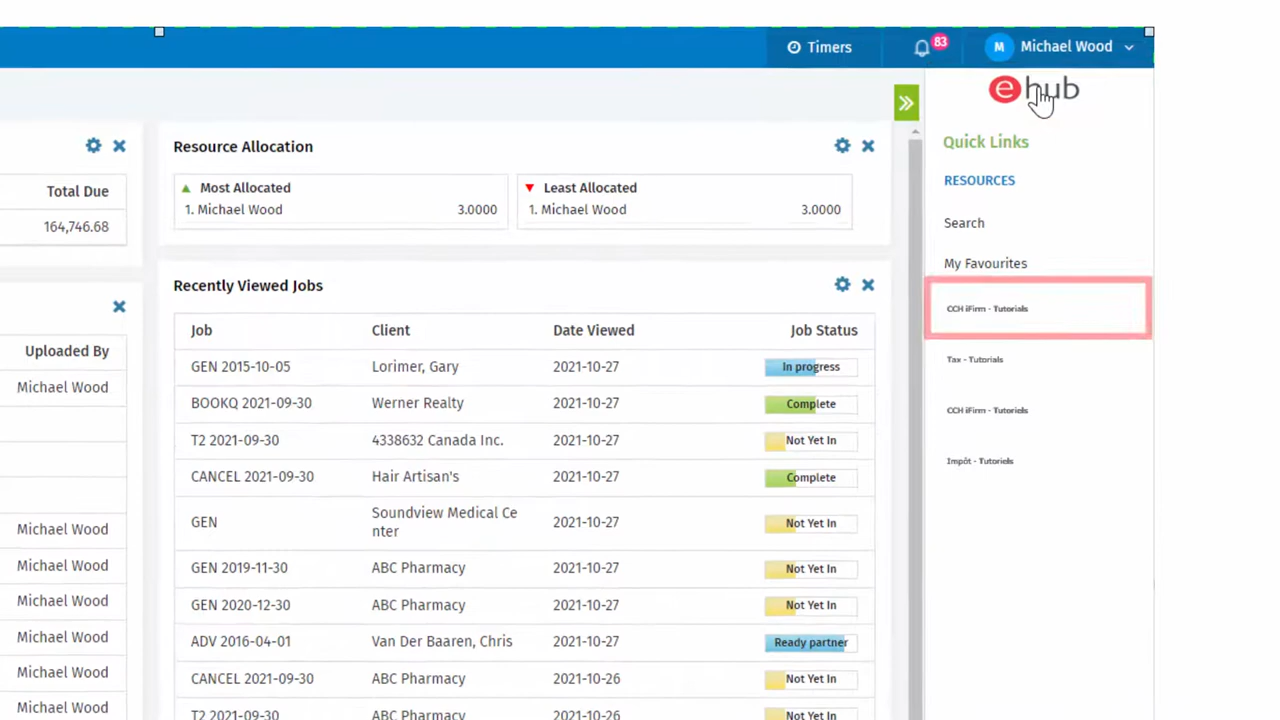 Timers
83
M Michael Wood
e hub
Quick Links
RESOURCES
Search
My Favourites
CCH iFirm - Tutorials
Tax - Tutorials
CCH iFirm - Tutoriels
Impôt - Tutoriels
Total Due
164,746.68
Uploaded By
Michael Wood
Michael Wood
Michael Wood
Michael Wood
Michael Wood
Michael Wood
Michael Wood
Resource Allocation
Most Allocated
1. Michael Wood 3.0000
Least Allocated
1. Michael Wood 3.0000
Recently Viewed Jobs
Job Client Date Viewed Job Status
GEN 2015-10-05 Lorimer, Gary 2021-10-27 In progress
BOOKQ 2021-09-30 Werner Realty 2021-10-27 Complete
T2 2021-09-30 4338632 Canada Inc. 2021-10-27 Not Yet In
CANCEL 2021-09-30 Hair Artisan's 2021-10-27 Complete
GEN Soundview Medical Ce
nter 2021-10-27 Not Yet In
GEN 2019-11-30 ABC Pharmacy 2021-10-27 Not Yet In
GEN 2020-12-30 ABC Pharmacy 2021-10-27 Not Yet In
ADV 2016-04-01 Van Der Baaren, Chris 2021-10-27 Ready partner
CANCEL 2021-09-30 ABC Pharmacy 2021-10-26 Not Yet In
T2 2021-09-30 ABC Pharmacy 2021-10-26 Not Yet In